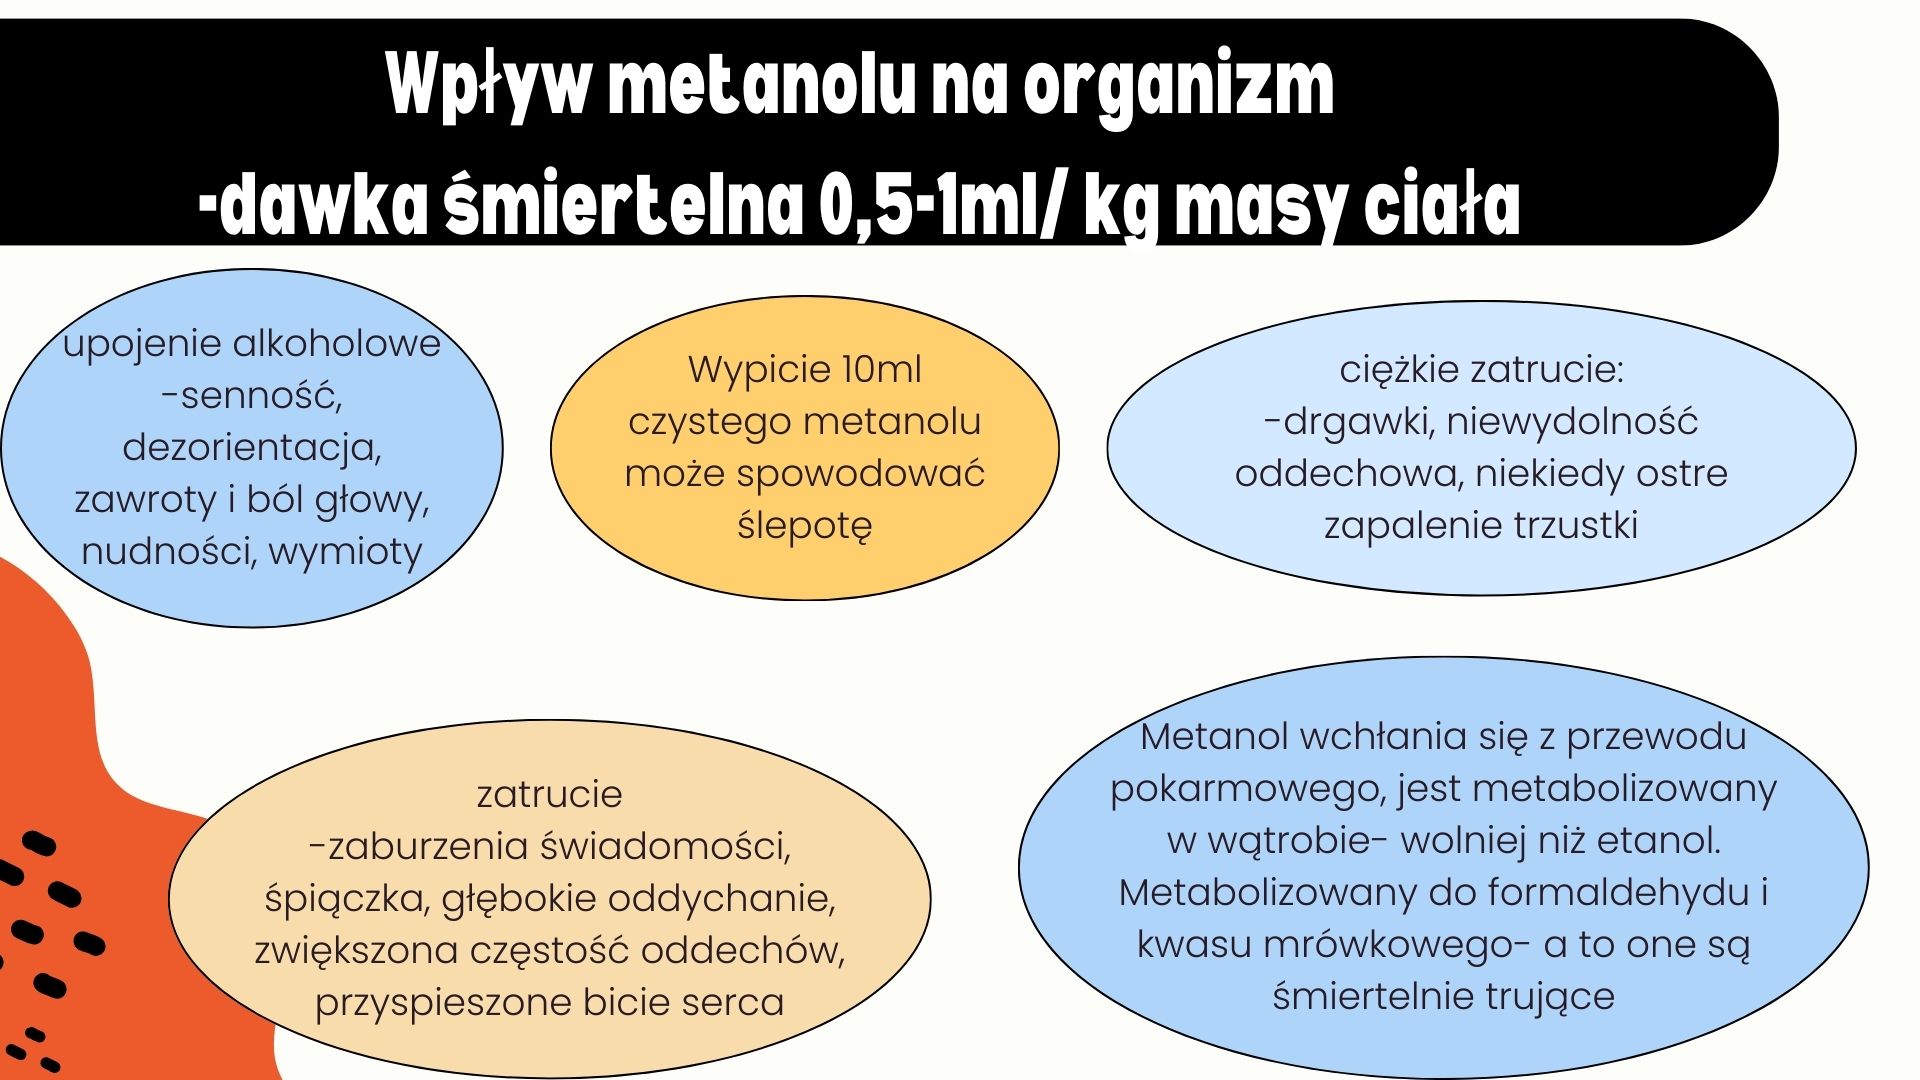 Wpływ metanolu na organizm
-dawka śmiertelna 0,5-1ml/ kg masy ciała
upojenie alkoholowe
-senność,
dezorientacja,
zawroty i ból głowy,
nudności, wymioty
Wypicie 10ml
czystego metanolu
może spowodować
ślepotę
ciężkie zatrucie:
-drgawki, niewydolność
oddechowa, niekiedy ostre
zapalenie trzustki
zatrucie
-zaburzenia świadomości,
śpiączka, głębokie oddychanie,
zwiększona częstość oddechów,
przyspieszone bicie serca
Metanol wchłania się z przewodu
pokarmowego, jest metabolizowany
w wątrobie- wolniej niż etanol.
Metabolizowany do formaldehydu i
kwasu mrówkowego- a to one są
śmiertelnie trujące